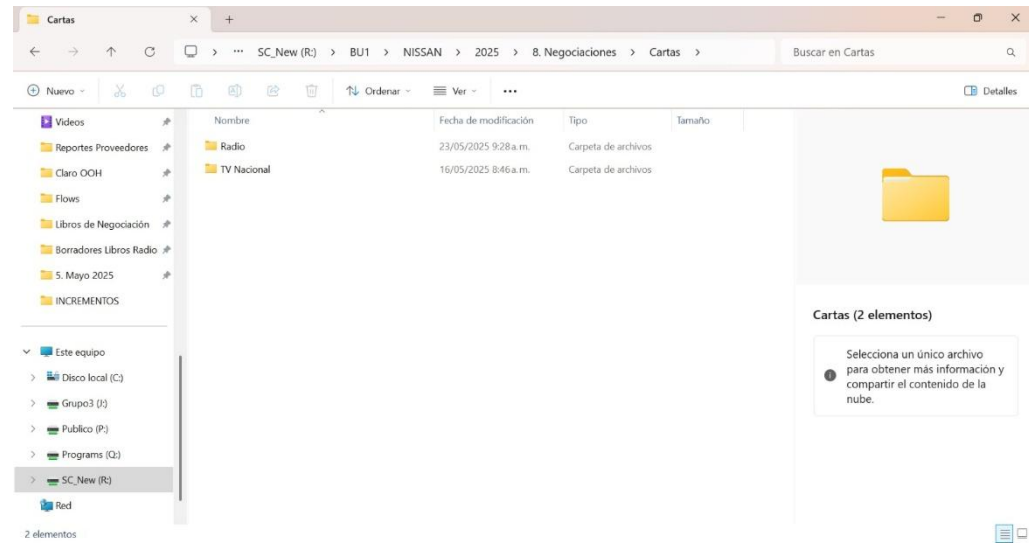 Cartas
SC_New (R:) > BU1 > NISSAN > 2025 > 8. Negociaciones > Cartas >
Buscar en Cartas
Nuevo
Ordenar
Ver
Detalles
Videos
Reportes Proveedores
Claro OOH
Flows
Libros de Negociación
Borradores Libros Radio
5. Mayo 2025
INCREMENTOS
Este equipo
Disco local (C:)
Grupo3 (J:)
Publico (P:)
Programs (Q:)
SC_New (R:)
Red
Nombre Fecha de modificación Tipo Tamaño
Radio 23/05/2025 9:28 a. m. Carpeta de archivos
TV Nacional 16/05/2025 8:46 a. m. Carpeta de archivos
Cartas (2 elementos)
Selecciona un único archivo
para obtener más información y
compartir el contenido de la
nube.
2 elementos